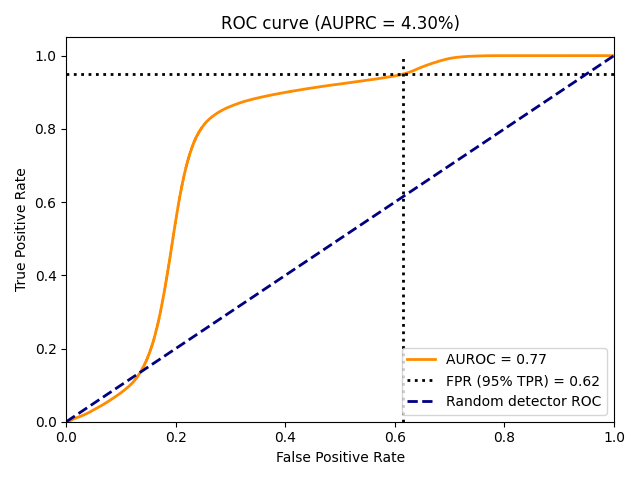 ROC curve (AUPRC = 4.30%)
True Positive Rate
1.0
0.8
0.6
0.4
0.2
0.0
AUROC = 0.77
FPR (95% TPR) = 0.62
Random detector ROC
0.0 0.2 0.4 0.6 0.8 1.0
False Positive Rate